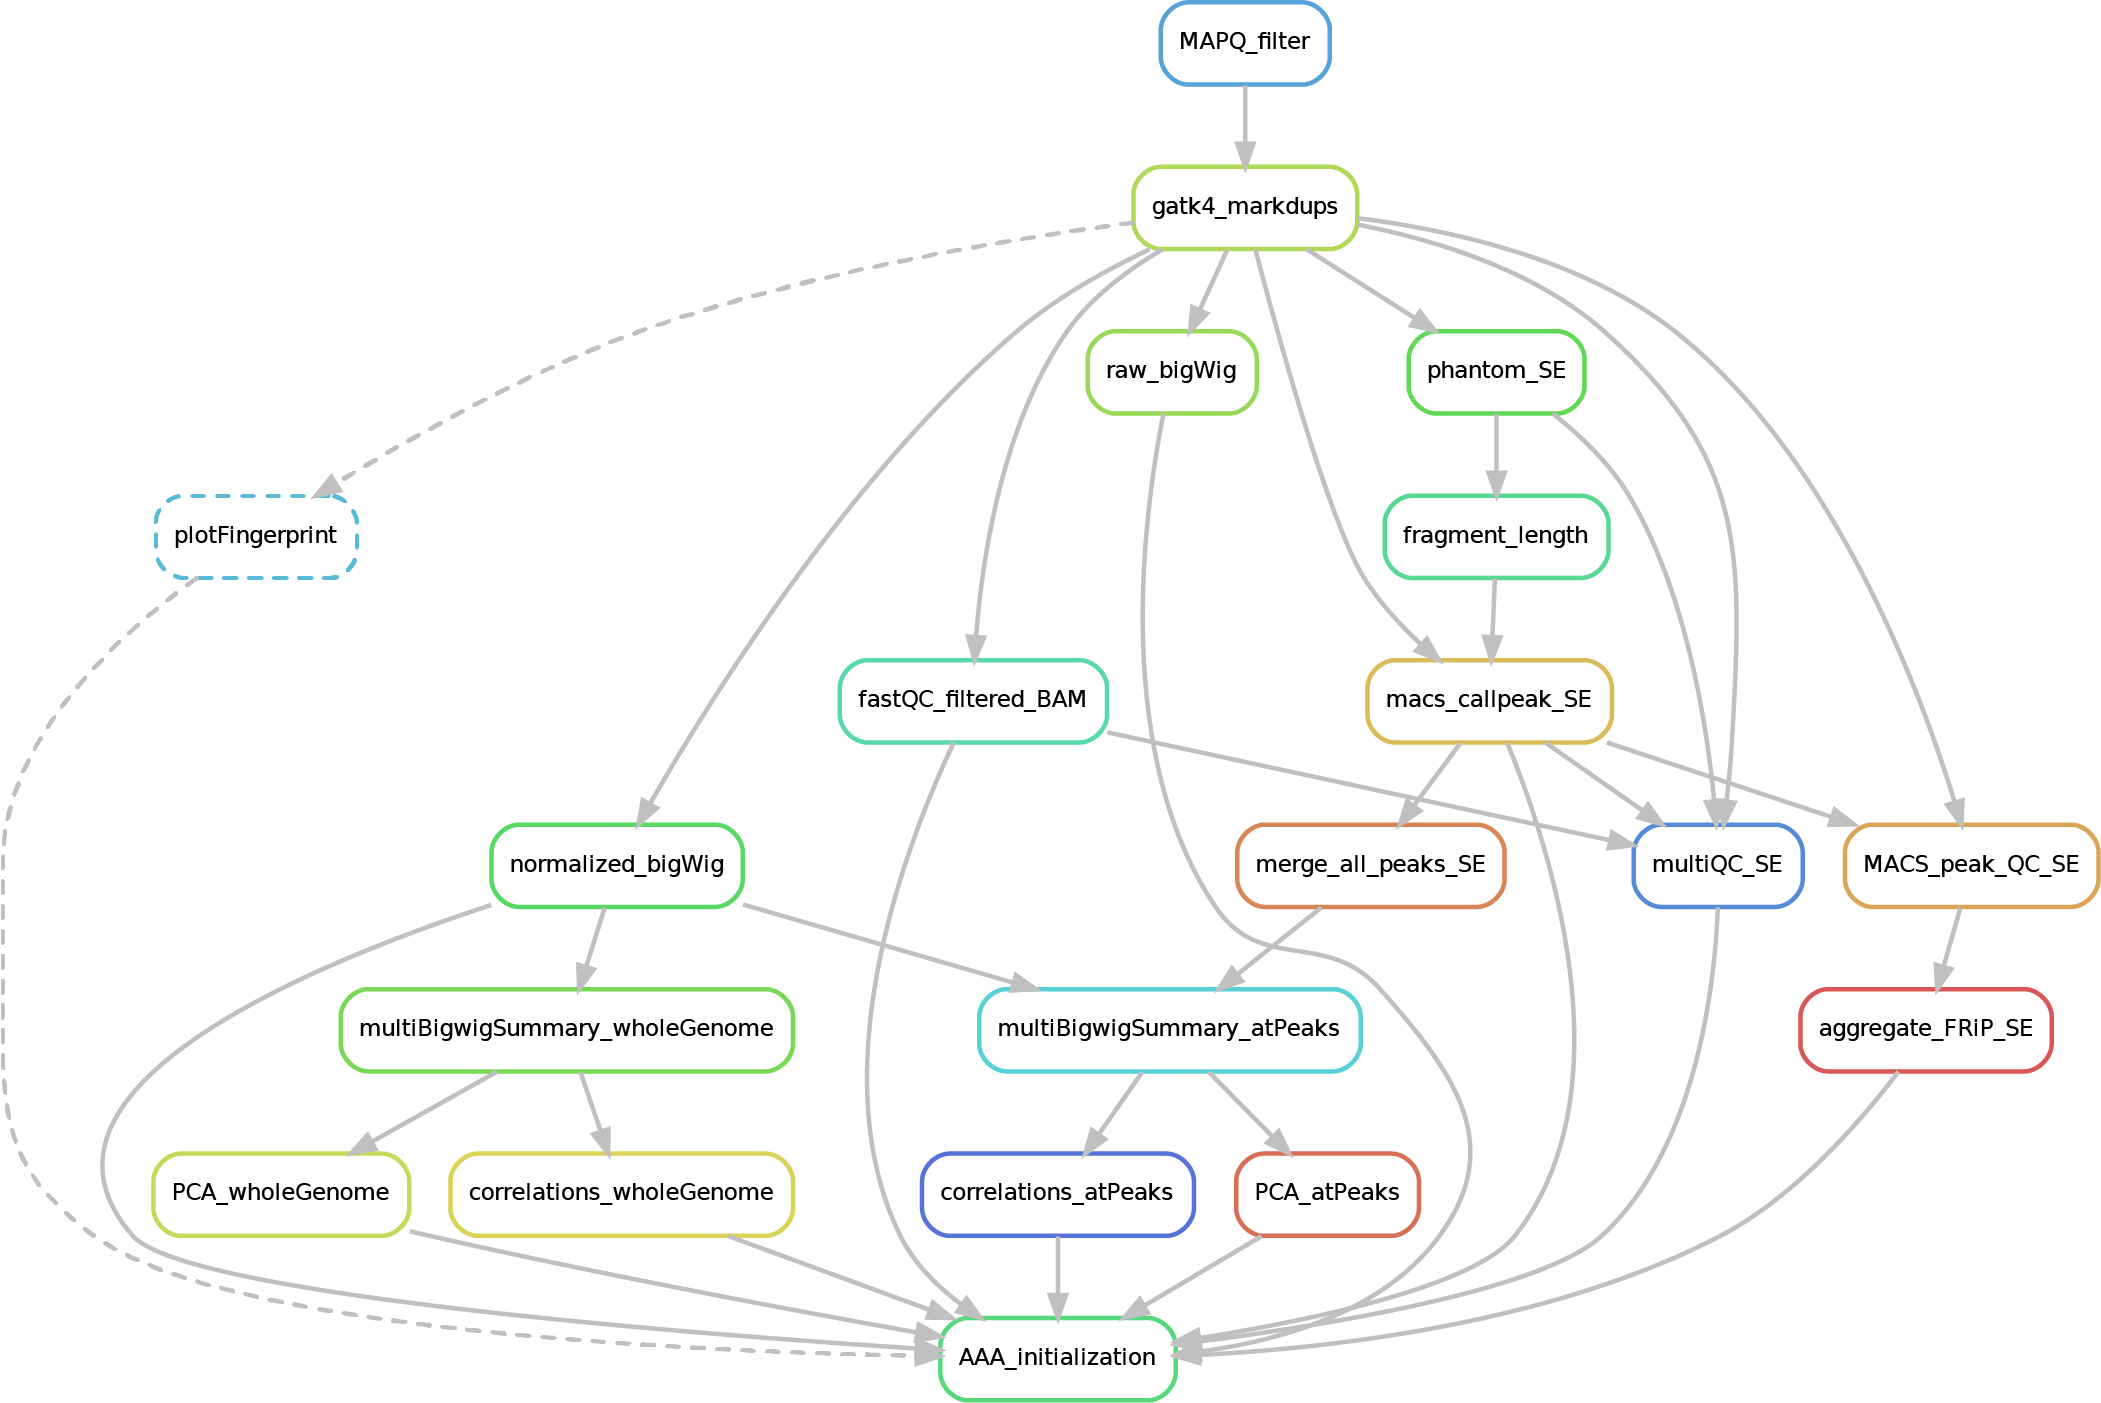 MAPQ_filter
gatk4_markdups
raw_bigWig
phantom_SE
plotFingerprint
fragment_length
fastQC_filtered_BAM
macs_callpeak_SE
normalized_bigWig
merge_all_peaks_SE
multiQC_SE
MACS_peak_QC_SE
multiBigwigSummary_wholeGenome
multiBigwigSummary_atPeaks
aggregate_FRiP_SE
PCA_wholeGenome
correlations_wholeGenome
correlations_atPeaks
PCA_atPeaks
AAA_initialization